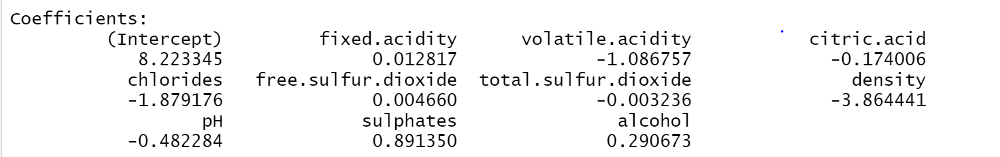 Coefficients:
(Intercept) fixed.acidity volatile.acidity citric.acid
8.223345 0.012817 -1.086757 -0.174006
chlorides free.sulfur.dioxide total.sulfur.dioxide density
-1.879176 0.004660 -0.003236 -3.864441
pH sulphates alcohol
-0.482284 0.891350 0.290673